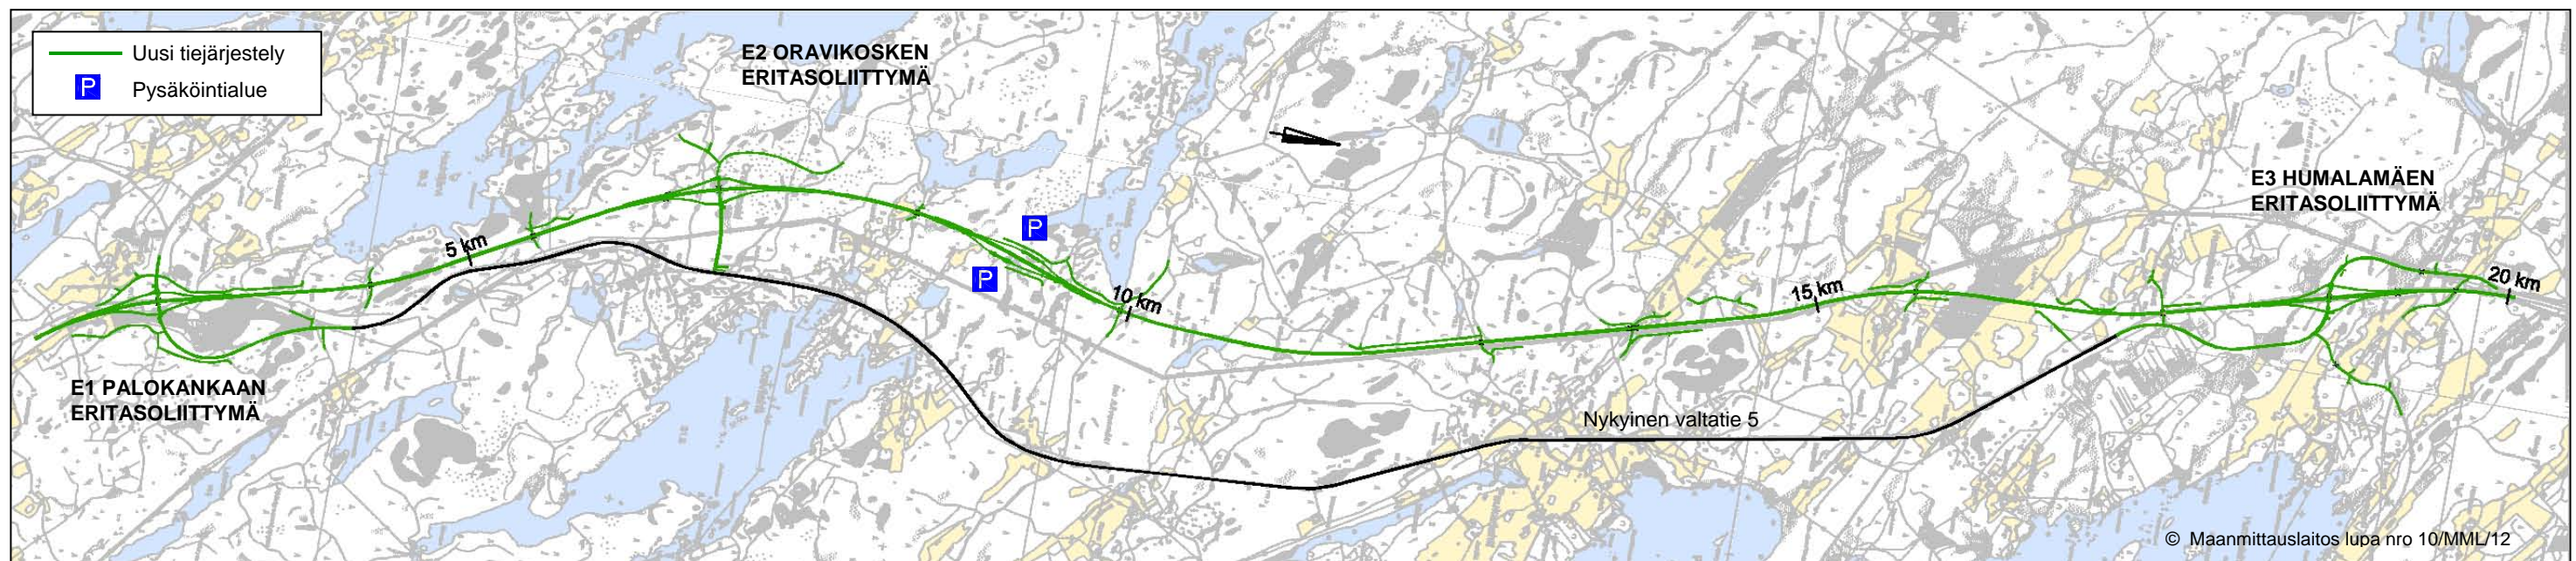 Uusi tiejärjestely
P Pysäköintialue
E2 ORAVIKOSKEN
ERITASOLIITTYMÄ
E3 HUMALAMÄEN
ERITASOLIITTYMÄ
P
P
5 km
10 km
15 km
20 km
E1 PALOKANKAAN
ERITASOLIITTYMÄ
Nykyinen valtatie 5
© Maanmittauslaitos lupa nro 10/MML/12